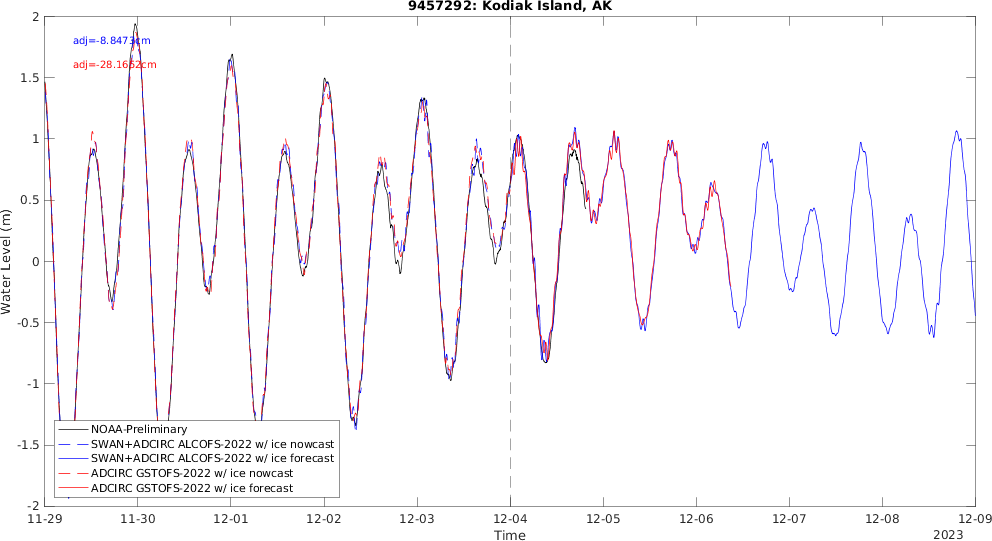 9457292: Kodiak Island, AK
2
adj=-8.8473cm
adj=-28.1652cm
1.5
1
0.5
0
-0.5
-1
-1.5
-2
Water Level (m)
NOAA-Preliminary
SWAN+ADCIRC ALCOFS-2022 w/ ice nowcast
SWAN+ADCIRC ALCOFS-2022 w/ ice forecast
ADCIRC GSTOFS-2022 w/ ice nowcast
ADCIRC GSTOFS-2022 w/ ice forecast
11-29 11-30 12-01 12-02 12-03 12-04 12-05 12-06 12-07 12-08 12-09
Time
2023